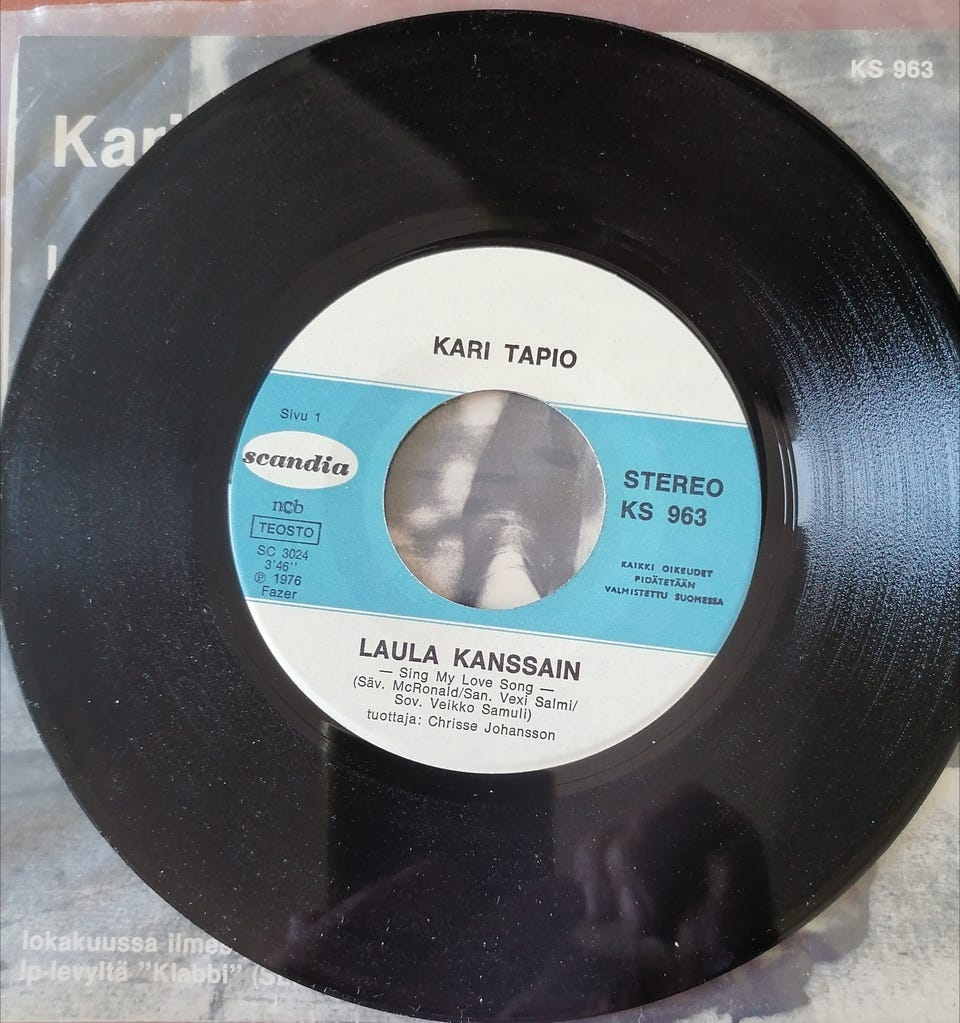 KS 963
KARI TAPIO
Sivu 1
scandia
STEREO
KS 963
ncb
TEOSTO
SC 3024
3'46''
℗ 1976
Fazer
KAIKKI OIKEUDET
PIDÄTETÄÄN
VALMISTETTU SUOMESSA
LAULA KANSSAIN
— Sing My Love Song —
(Säv. McRonald/San. Vexi Salmi/
Sov. Veikko Samuli)
tuottaja: Chrisse Johansson
lokakuussa
lp-levyltä "Klabbi"